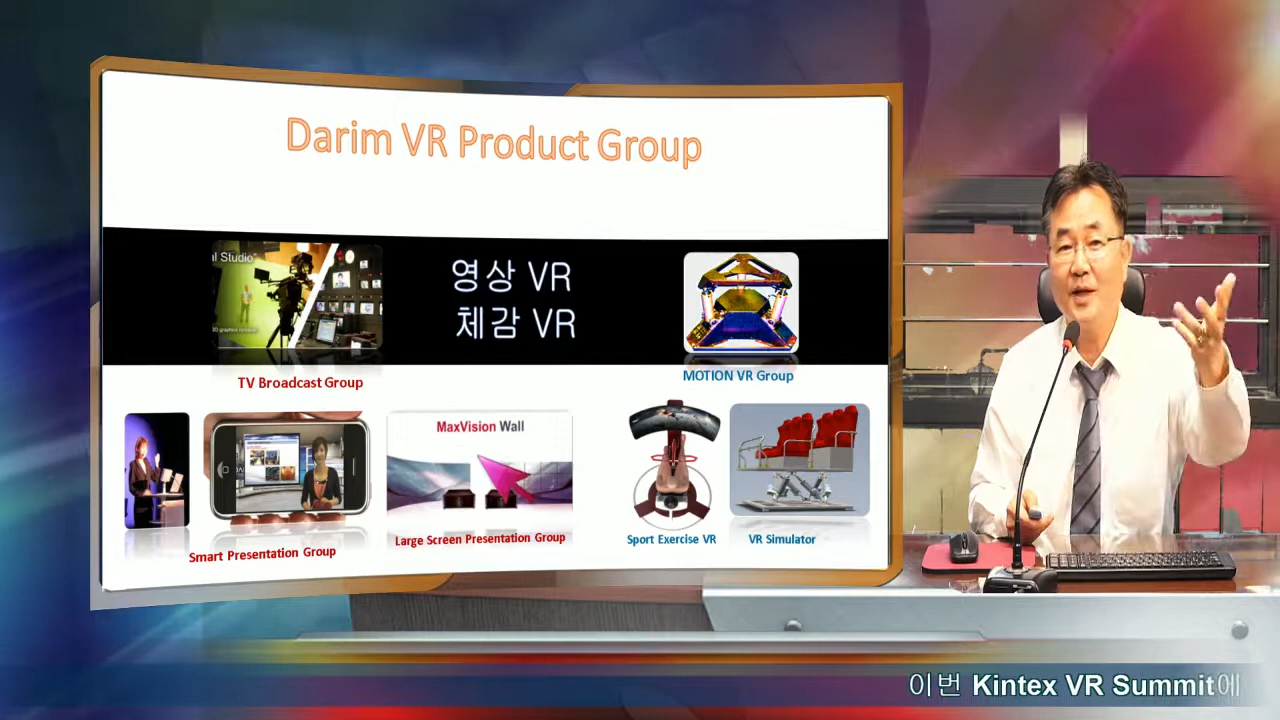 Darim VR Product Group
al Studio"
영상 VR
체감 VR
TV Broadcast Group
MOTION VR Group
MaxVision Wall
Smart Presentation Group
Large Screen Presentation Group
Sport Exercise VR
VR Simulator
이번 Kintex VR Summit에